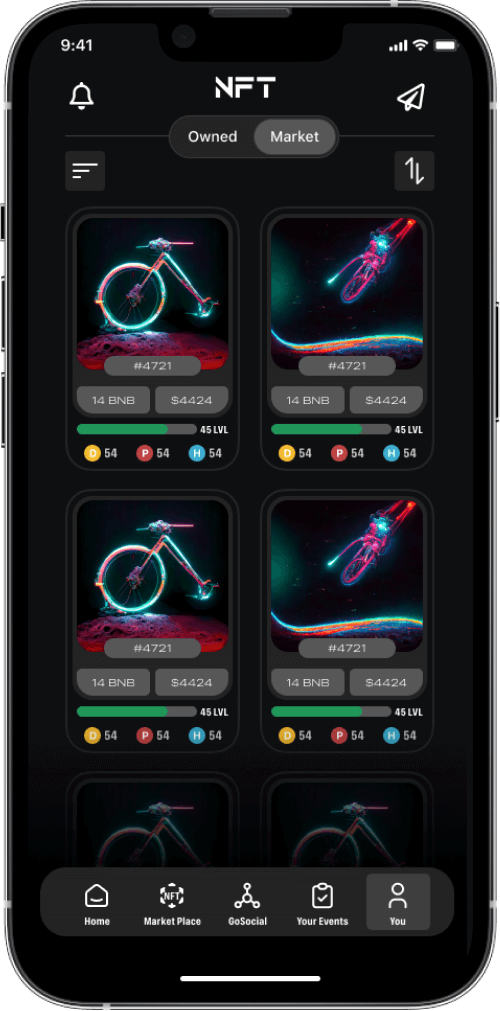 9:41
NFT
Owned Market
#4721 #4721
14 BNB $4424 14 BNB $4424
45 LVL 45 LVL
D 54 P 54 H 54 D 54 P 54 H 54
#4721 #4721
14 BNB $4424 14 BNB $4424
45 LVL 45 LVL
D 54 P 54 H 54 D 54 P 54 H 54
NFT
Home Market Place GoSocial Your Events You